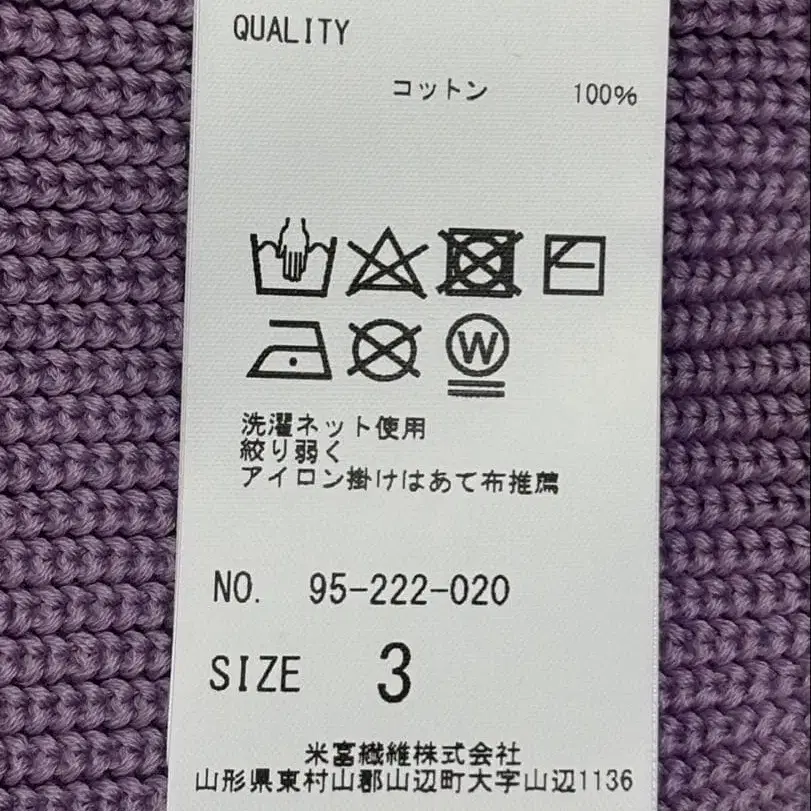 QUALITY
コットン 100%
W
洗濯ネット使用
絞り弱く
アイロン掛けはあて布推薦
NO. 95-222-020
SIZE 3
米富繊維株式会社
山形県東村山郡山辺町大字山辺1136